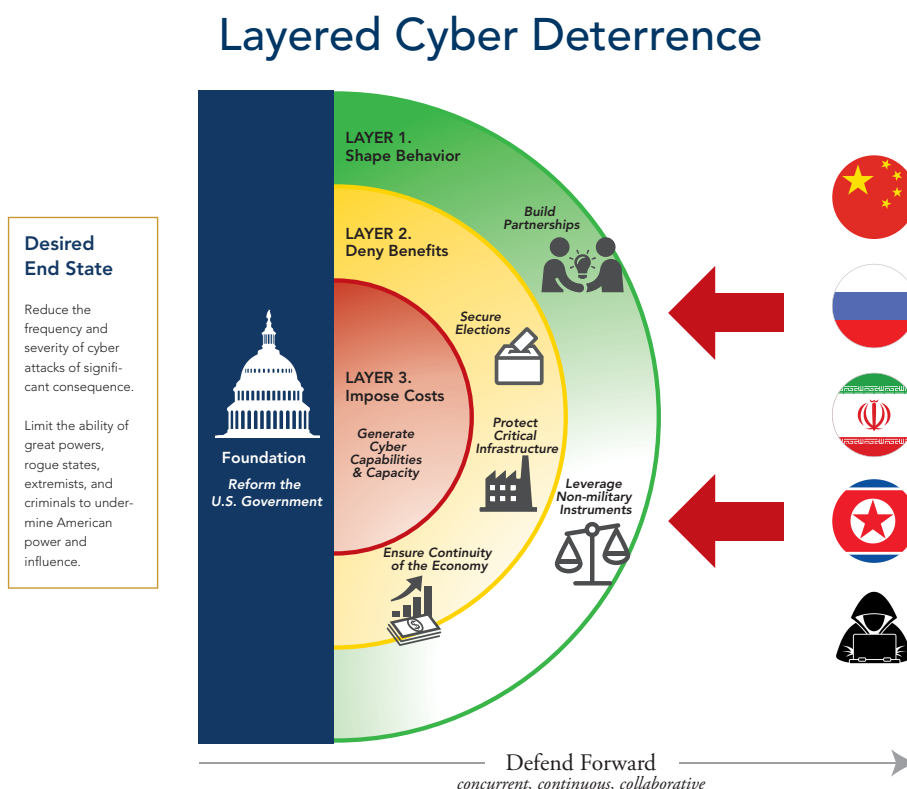 Layered Cyber Deterrence
Desired
End State
Reduce the
frequency and
severity of cyber
attacks of signifi-
cant consequence.
Limit the ability of
great powers,
rogue states,
extremists, and
criminals to under-
mine American
power and
influence.
Foundation
Reform the
U.S. Government
LAYER 1.
Shape Behavior
Build
Partnerships
Leverage
Non-military
Instruments
LAYER 2.
Deny Benefits
Secure
Elections
Protect
Critical
Infrastructure
Ensure Continuity
of the Economy
$
LAYER 3.
Impose Costs
Generate
Cyber
Capabilities
& Capacity
Defend Forward
concurrent, continuous, collaborative